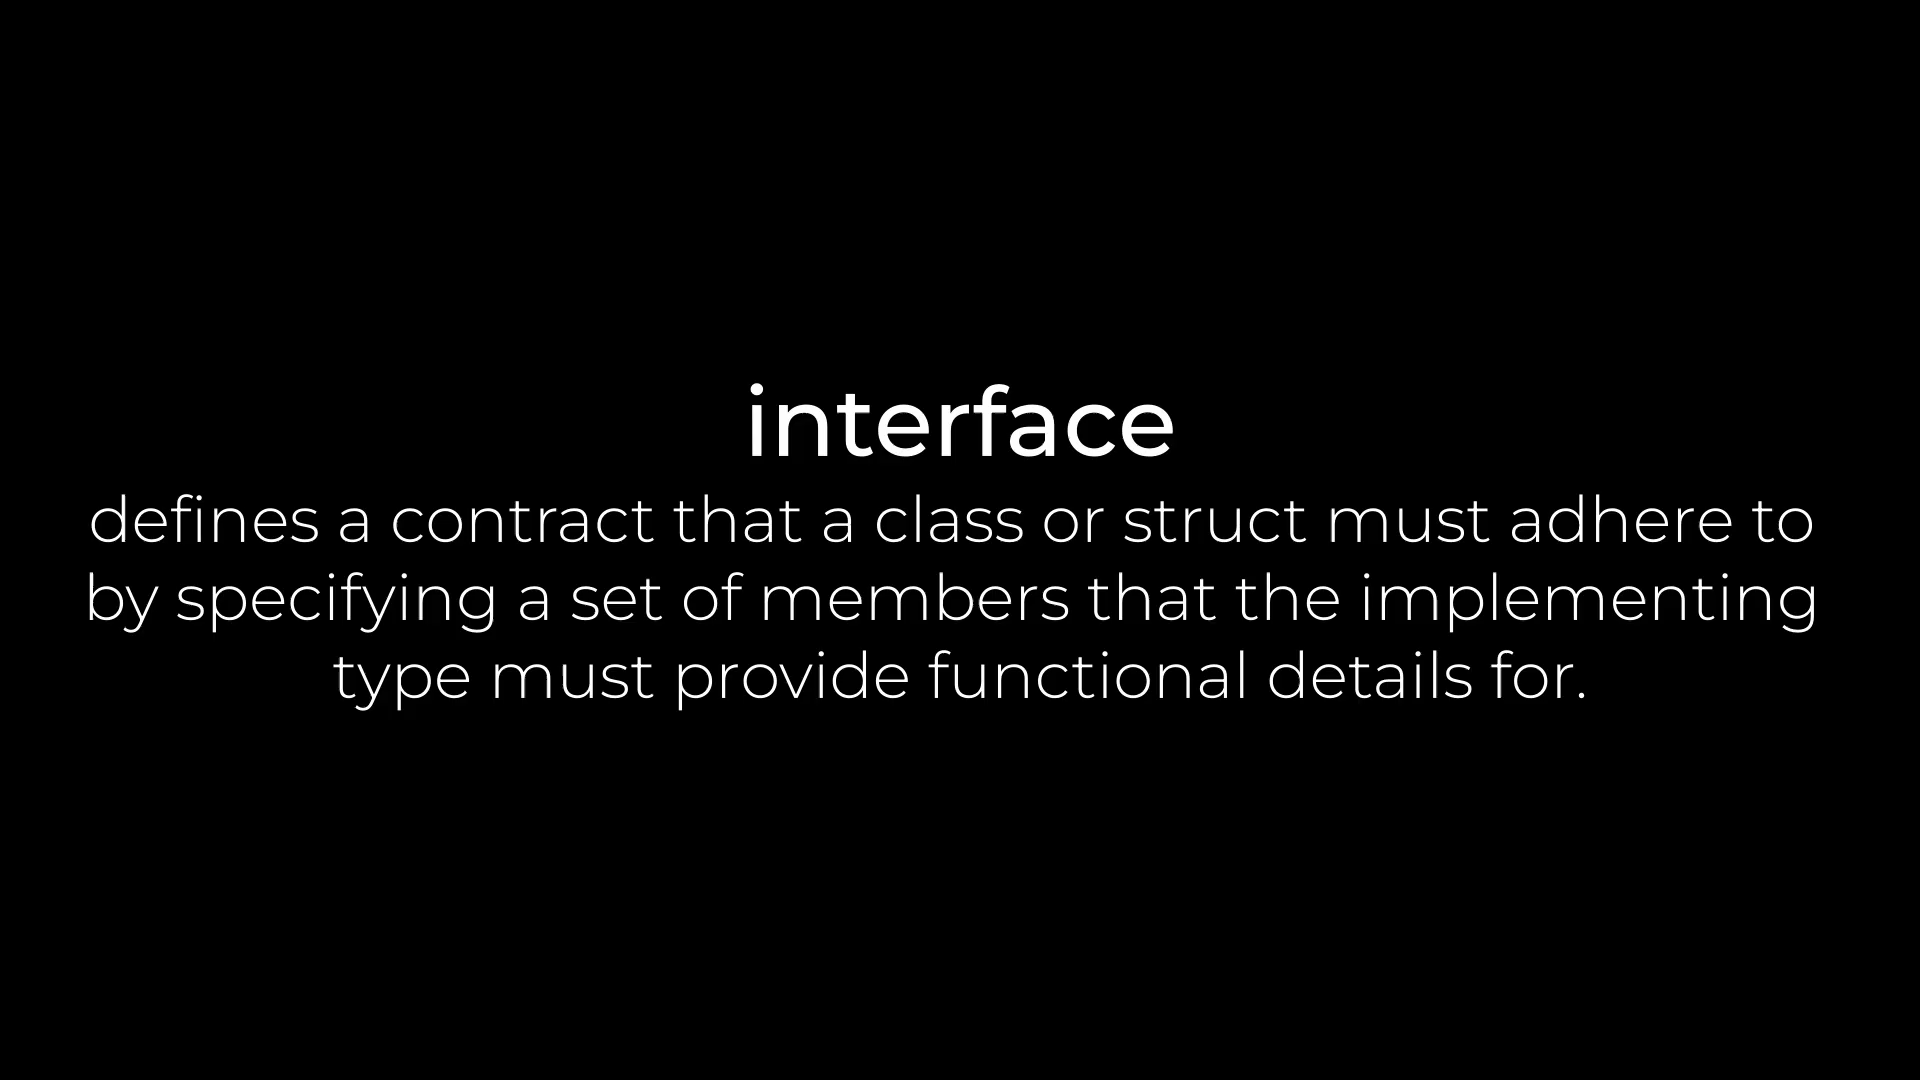 interface
defines a contract that a class or struct must adhere to
by specifying a set of members that the implementing
type must provide functional details for.